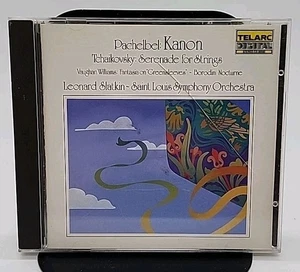 TELARC
DIGITAL
Pachelbel: Kanon
Tchaikovsky: Serenade for Strings
Vaughan Williams: Fantasia on "Greensleeves" - Borodin: Nocturne
Leonard Slatkin - Saint Louis Symphony Orchestra